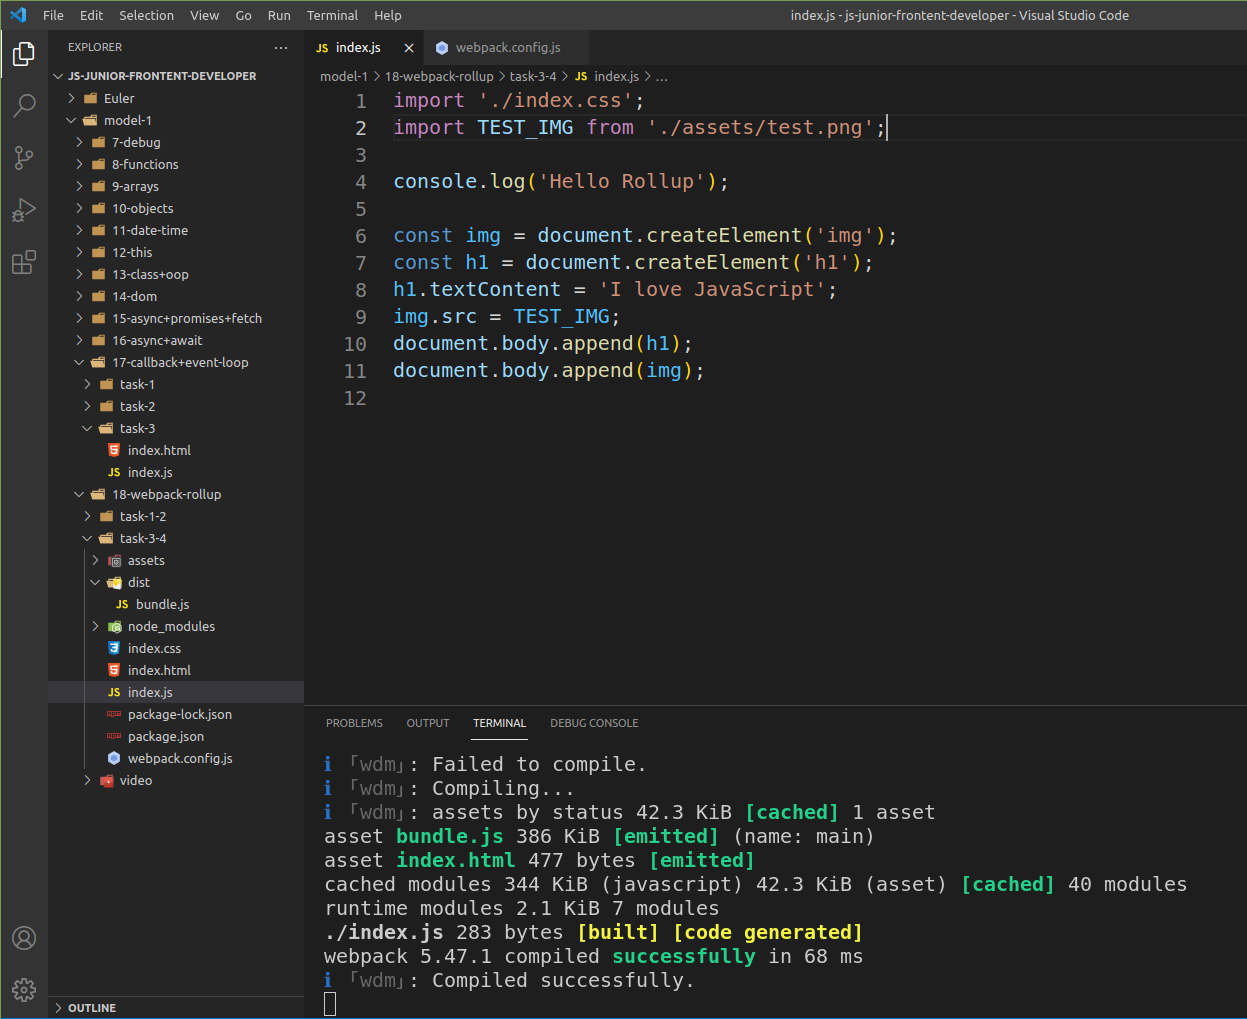 File Edit Selection View Go Run Terminal Help
index.js - js-junior-frontent-developer - Visual Studio Code
EXPLORER
JS-JUNIOR-FRONTENT-DEVELOPER
Euler
model-1
7-debug
8-functions
9-arrays
10-objects
11-date-time
12-this
13-class+oop
14-dom
15-async+promises+fetch
16-async+await
17-callback+event-loop
task-1
task-2
task-3
index.html
JS index.js
18-webpack-rollup
task-1-2
task-3-4
assets
dist
JS bundle.js
node_modules
index.css
index.html
JS index.js
package-lock.json
package.json
webpack.config.js
video
OUTLINE
JS index.js
webpack.config.js
model-1 > 18-webpack-rollup > task-3-4 > JS index.js > ...
1 import './index.css';
2 import TEST_IMG from './assets/test.png';
3
4 console.log('Hello Rollup');
5
6 const img = document.createElement('img');
7 const h1 = document.createElement('h1');
8 h1.textContent = 'I love JavaScript';
9 img.src = TEST_IMG;
10 document.body.append(h1);
11 document.body.append(img);
12
PROBLEMS OUTPUT TERMINAL DEBUG CONSOLE
ℹ ｢wdm｣: Failed to compile.
ℹ ｢wdm｣: Compiling...
ℹ ｢wdm｣: assets by status 42.3 KiB [cached] 1 asset
asset bundle.js 386 KiB [emitted] (name: main)
asset index.html 477 bytes [emitted]
cached modules 344 KiB (javascript) 42.3 KiB (asset) [cached] 40 modules
runtime modules 2.1 KiB 7 modules
./index.js 283 bytes [built] [code generated]
webpack 5.47.1 compiled successfully in 68 ms
ℹ ｢wdm｣: Compiled successfully.